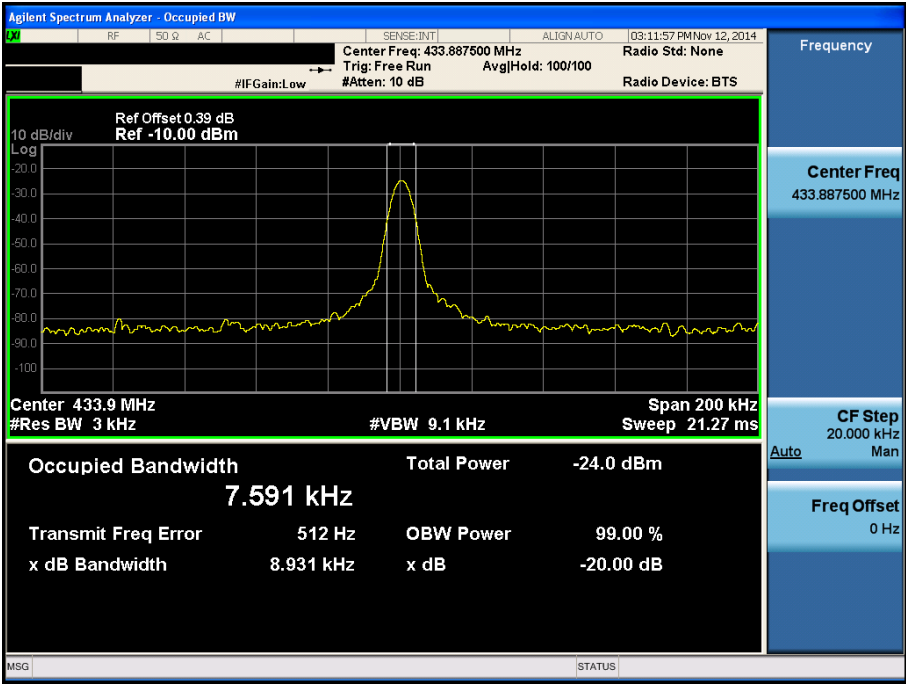 Agilent Spectrum Analyzer - Occupied BW
LXI RF 50 Ω AC SENSE:INT ALIGN AUTO 03:11:57 PM Nov 12, 2014
Center Freq: 433.887500 MHz Radio Std: None
Trig: Free Run Avg|Hold: 100/100
#IFGain:Low #Atten: 10 dB Radio Device: BTS
Ref Offset 0.39 dB
10 dB/div Ref -10.00 dBm
Log
-20.0
-30.0
-40.0
-50.0
-60.0
-70.0
-80.0
-90.0
-100
Center 433.9 MHz Span 200 kHz
#Res BW 3 kHz #VBW 9.1 kHz Sweep 21.27 ms
Occupied Bandwidth Total Power -24.0 dBm
7.591 kHz
Transmit Freq Error 512 Hz OBW Power 99.00 %
x dB Bandwidth 8.931 kHz x dB -20.00 dB
Frequency
Center Freq
433.887500 MHz
CF Step
20.000 kHz
Auto Man
Freq Offset
0 Hz
MSG STATUS